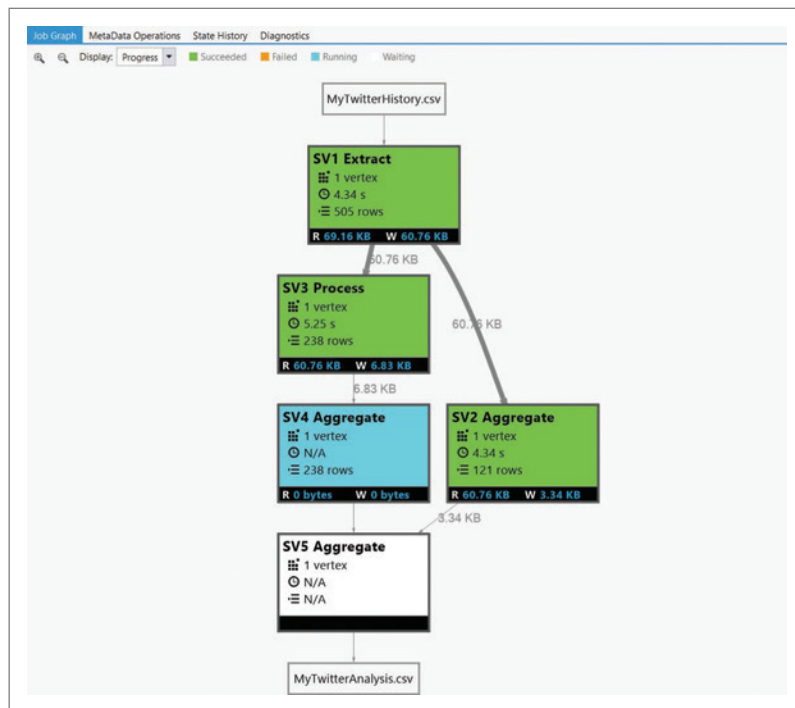 Job Graph MetaData Operations State History Diagnostics
Display: Progress Succeeded Failed Running Waiting
MyTwitterHistory.csv
SV1 Extract
1 vertex
4.34 s
505 rows
R 69.16 KB W 60.76 KB
60.76 KB
SV3 Process
1 vertex
5.25 s
238 rows
R 60.76 KB W 6.83 KB
60.76 KB
6.83 KB
SV4 Aggregate
1 vertex
N/A
238 rows
R 0 bytes W 0 bytes
SV2 Aggregate
1 vertex
4.34 s
121 rows
R 60.76 KB W 3.34 KB
3.34 KB
SV5 Aggregate
1 vertex
N/A
N/A
MyTwitterAnalysis.csv